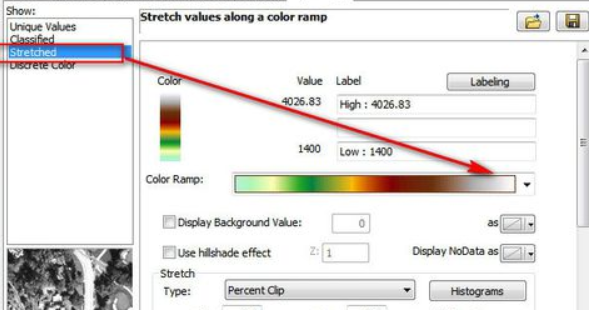 Show:
Stretch values along a color ramp
Unique Values
Classified
Stretched
Discrete Color
Color Value Label Labeling
4026.83 High : 4026.83
1400 Low : 1400
Color Ramp:
Display Background Value: 0 as
Use hillshade effect Z: 1 Display NoData as
Stretch
Type: Percent Clip Histograms